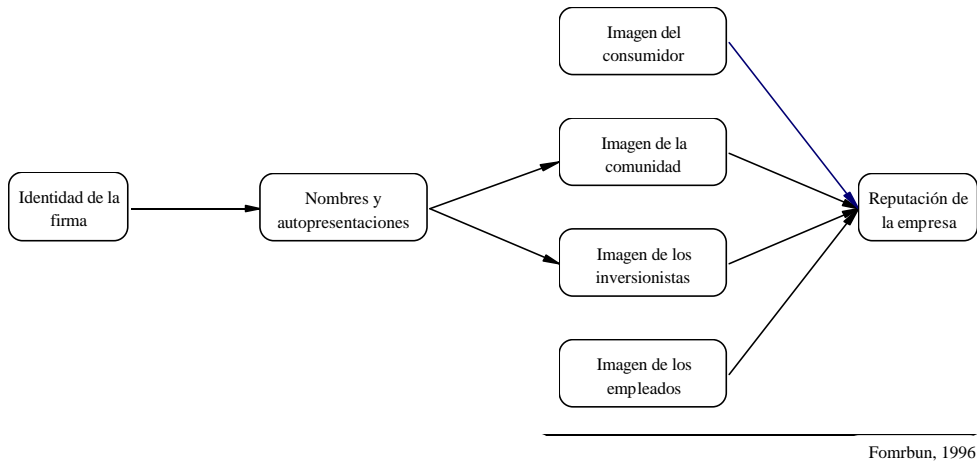 Identidad de la
firma
Nombres y
autopresentaciones
Imagen del
consumidor
Imagen de la
comunidad
Imagen de los
inversionistas
Imagen de los
empleados
Reputación de
la empresa
Fomrbun, 1996